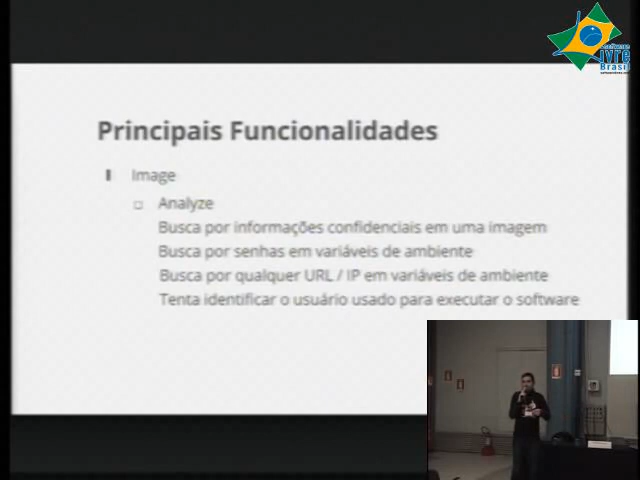 Principais Funcionalidades
Image
Analyze
Busca por informações confidenciais em uma imagem
Busca por senhas em variáveis de ambiente
Busca por qualquer URL / IP em variáveis de ambiente
Tenta identificar o usuário usado para executar o software
ivre
Brasil